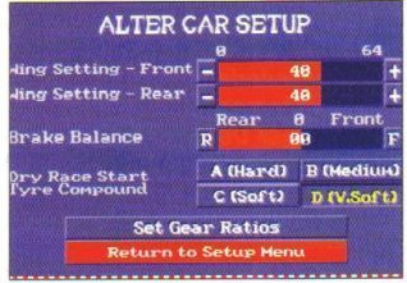 ALTER CAR SETUP
0 64
Wing Setting - Front - 40 +
Wing Setting - Rear - 40 +
Rear 0 Front
Brake Balance R 00 F
Dry Race Start A (Hard) B (Medium)
Tyre Compound C (Soft) D (V.Soft)
Set Gear Ratios
Return to Setup Menu